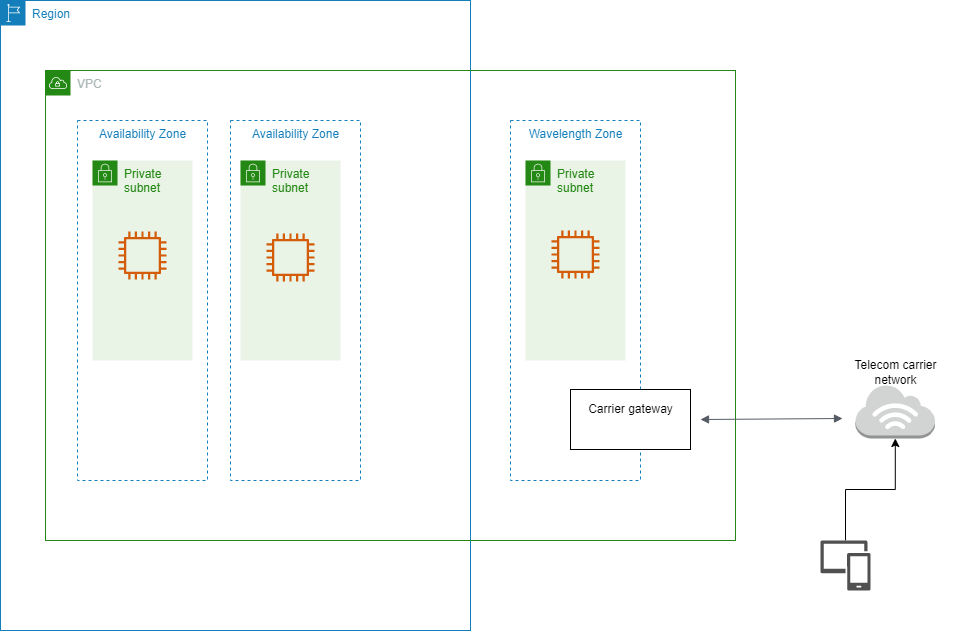 Region
VPC
Availability Zone
Private
subnet
Availability Zone
Private
subnet
Wavelength Zone
Private
subnet
Carrier gateway
Telecom carrier
network